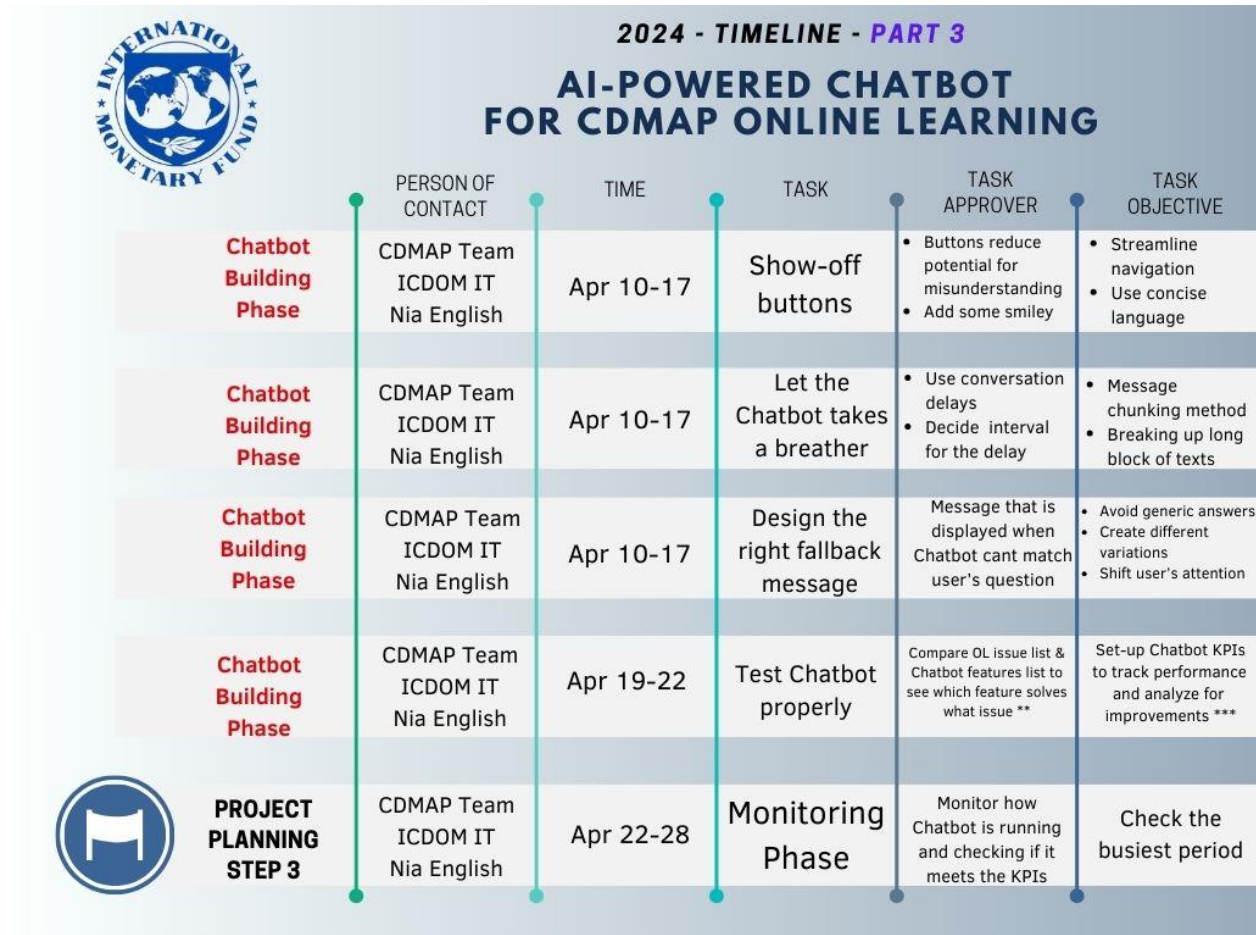 INTERNATIONAL MONETARY FUND
2024 - TIMELINE - PART 3
AI-POWERED CHATBOT
FOR CDMAP ONLINE LEARNING
PERSON OF
CONTACT
TIME
TASK
TASK
APPROVER
TASK
OBJECTIVE
Chatbot
Building
Phase
CDMAP Team
ICDOM IT
Nia English
Apr 10-17
Show-off
buttons
• Buttons reduce
potential for
misunderstanding
• Add some smiley
• Streamline
navigation
• Use concise
language
Chatbot
Building
Phase
CDMAP Team
ICDOM IT
Nia English
Apr 10-17
Let the
Chatbot takes
a breather
• Use conversation
delays
• Decide interval
for the delay
• Message
chunking method
• Breaking up long
block of texts
Chatbot
Building
Phase
CDMAP Team
ICDOM IT
Nia English
Apr 10-17
Design the
right fallback
message
Message that is
displayed when
Chatbot cant match
user's question
• Avoid generic answers
• Create different
variations
• Shift user's attention
Chatbot
Building
Phase
CDMAP Team
ICDOM IT
Nia English
Apr 19-22
Test Chatbot
properly
Compare OL issue list &
Chatbot features list to
see which feature solves
what issue **
Set-up Chatbot KPIs
to track performance
and analyze for
improvements ***
PROJECT
PLANNING
STEP 3
CDMAP Team
ICDOM IT
Nia English
Apr 22-28
Monitoring
Phase
Monitor how
Chatbot is running
and checking if it
meets the KPIs
Check the
busiest period